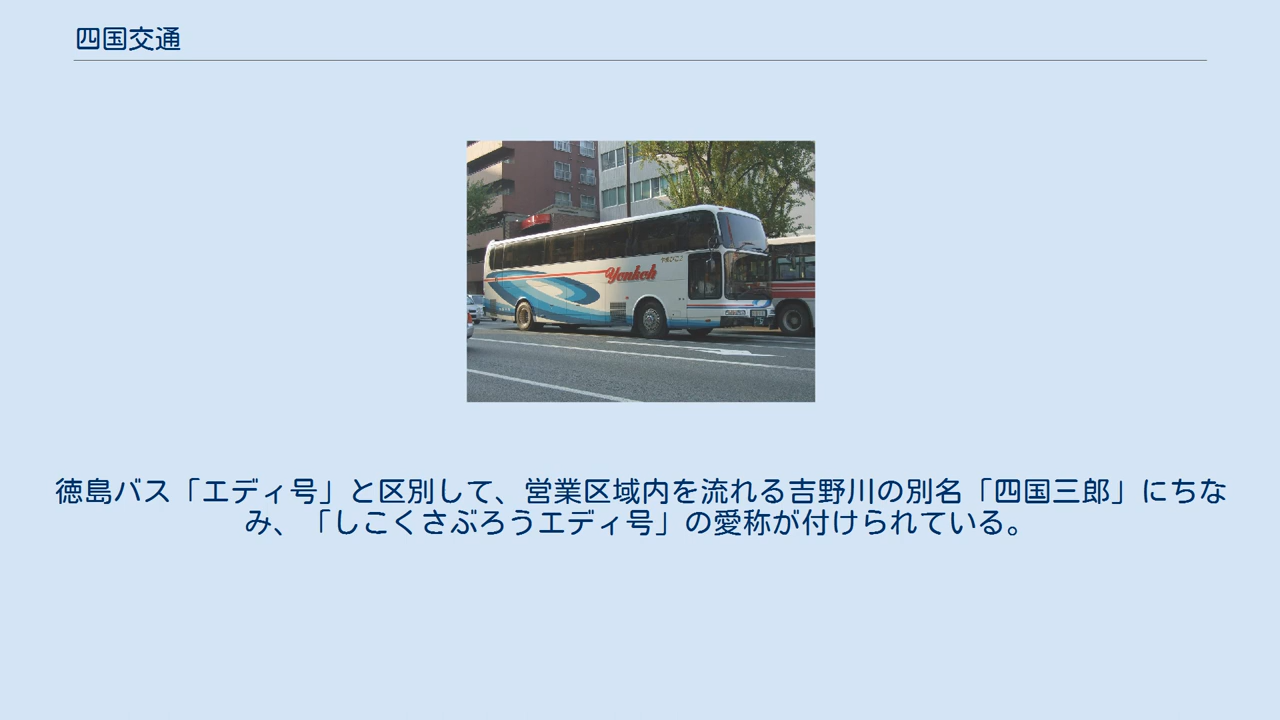 四国交通
Yonkoh
徳島バス「エディ号」と区別して、営業区域内を流れる吉野川の別名「四国三郎」にちな
み、「しこくさぶろうエディ号」の愛称が付けられている。